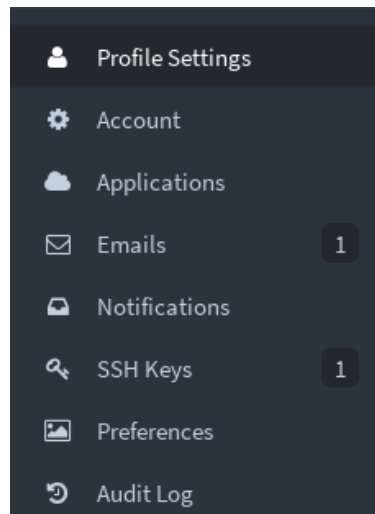 Profile Settings
Account
Applications
Emails 1
Notifications
SSH Keys 1
Preferences
Audit Log